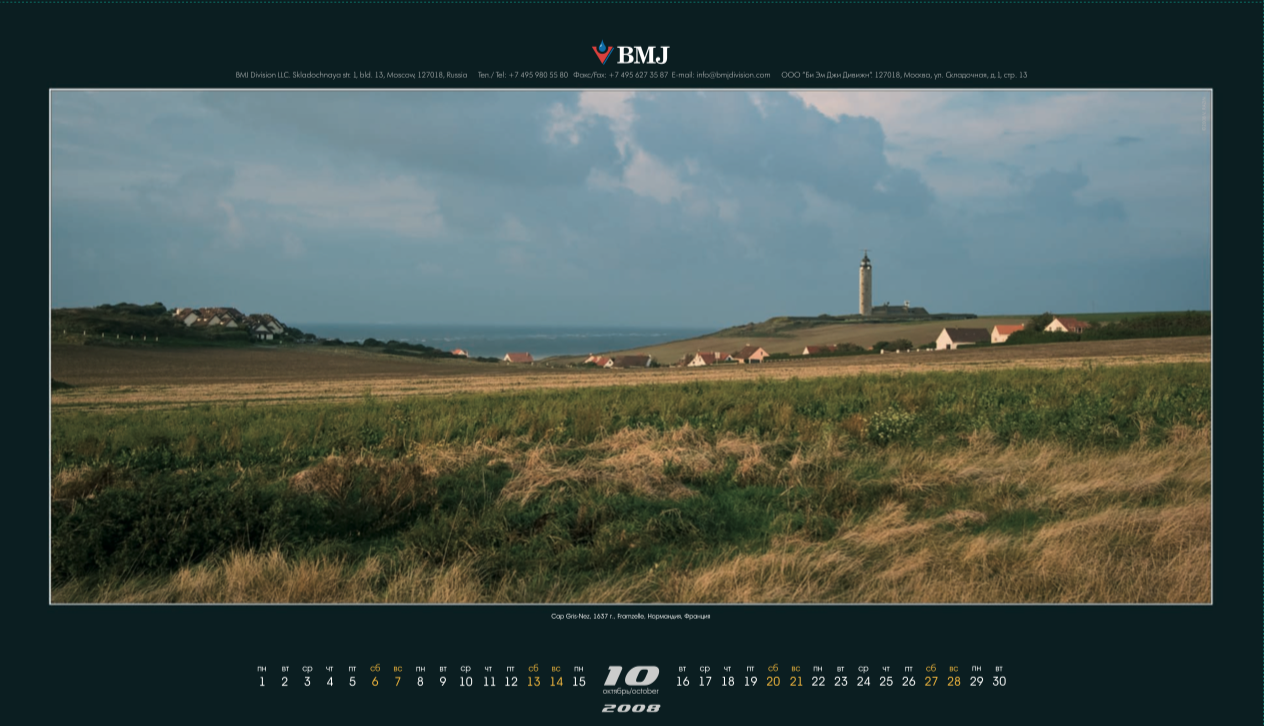 BMJ
BMJ Division LLC. Skladochnaya str. 1, bld. 13, Moscow, 127018, Russia Тел./ Tel: +7 495 980 55 80 Факс/Fax: +7 495 627 35 87 E-mail: info@bmjdivision.com ООО "Би Эм Джи Дивижн". 127018, Москва, ул. Складочная, д.1, стр. 13
Cap Gris-Nez, 1637 г., Framzelle, Нормандия, Франция
пн вт ср чт пт сб вс пн вт ср чт пт сб вс пн 10 вт ср чт пт сб вс пн вт ср чт пт сб вс пн вт
1 2 3 4 5 6 7 8 9 10 11 12 13 14 15 октябрь/october 16 17 18 19 20 21 22 23 24 25 26 27 28 29 30
2008